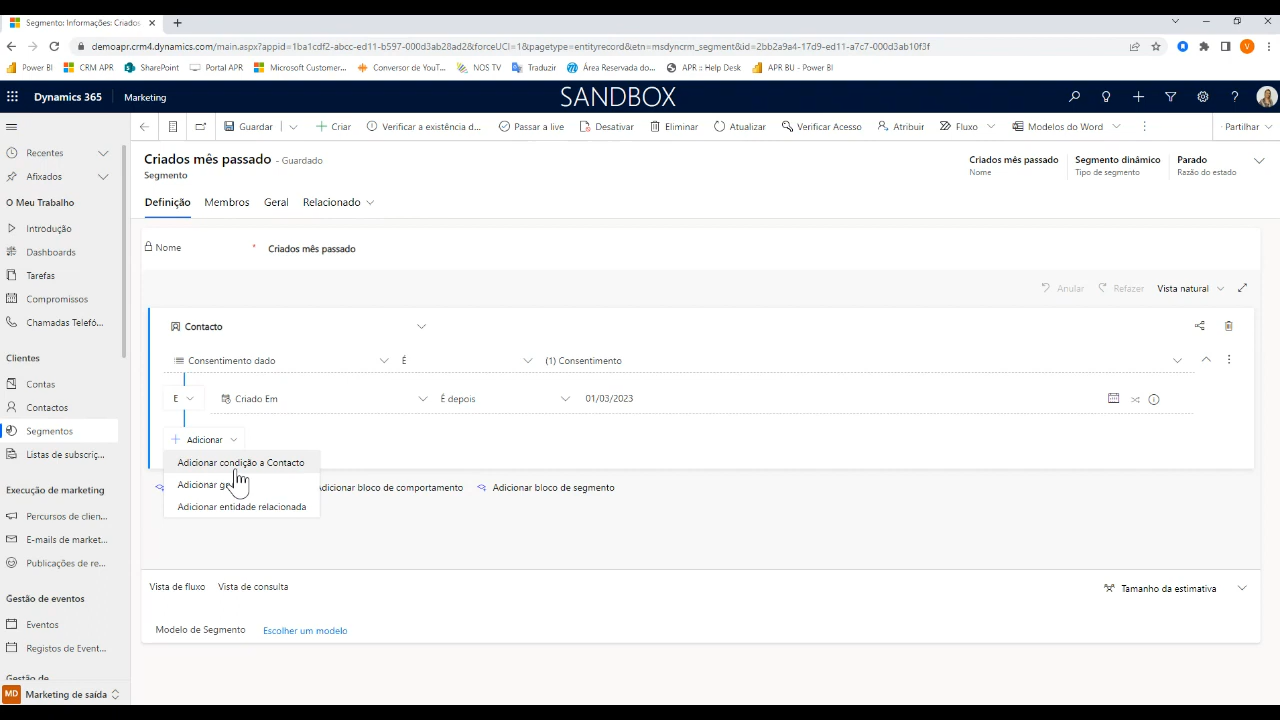 Segmento: Informações: Criados
demoapr.crm4.dynamics.com/main.aspx?appid=1ba1cdf2-abcc-ed11-b597-000d3ab28ad2&forceUCI=1&pagetype=entityrecord&etn=msdyncrm_segment&id=2bb2c9a4-17d9-ed11-a7c7-000d3ab10f3f
V
Power BI CRM APR SharePoint Portal APR Microsoft Customer... Conversor de YouT... NOS TV Traduzir Área Reservada do... APR :: Help Desk APR BU - Power BI
Dynamics 365 Marketing SANDBOX
Guardar Criar Verificar a existência d... Passar a live Desativar Eliminar Atualizar Verificar Acesso Atribuir Fluxo Modelos do Word Partilhar
Recentes
Afixados
O Meu Trabalho
Introdução
Dashboards
Tarefas
Compromissos
Chamadas Telefó...
Clientes
Contas
Contactos
Segmentos
Listas de subscriç...
Execução de marketing
Percursos de clien...
E-mails de market...
Publicações de re...
Gestão de eventos
Eventos
Registos de Event...
Gestão de
MD Marketing de saída
Criados mês passado - Guardado
Segmento
Criados mês passado
Nome
Segmento dinâmico
Tipo de segmento
Parado
Razão do estado
Definição Membros Geral Relacionado
Nome * Criados mês passado
Anular Refazer Vista natural
Contacto
Consentimento dado É (1) Consentimento
E Criado Em É depois 01/03/2023
Adicionar
Adicionar condição a Contacto
Adicionar
Adicionar entidade relacionada
Adicionar bloco de comportamento Adicionar bloco de segmento
Vista de fluxo Vista de consulta Tamanho da estimativa
Modelo de Segmento Escolher um modelo